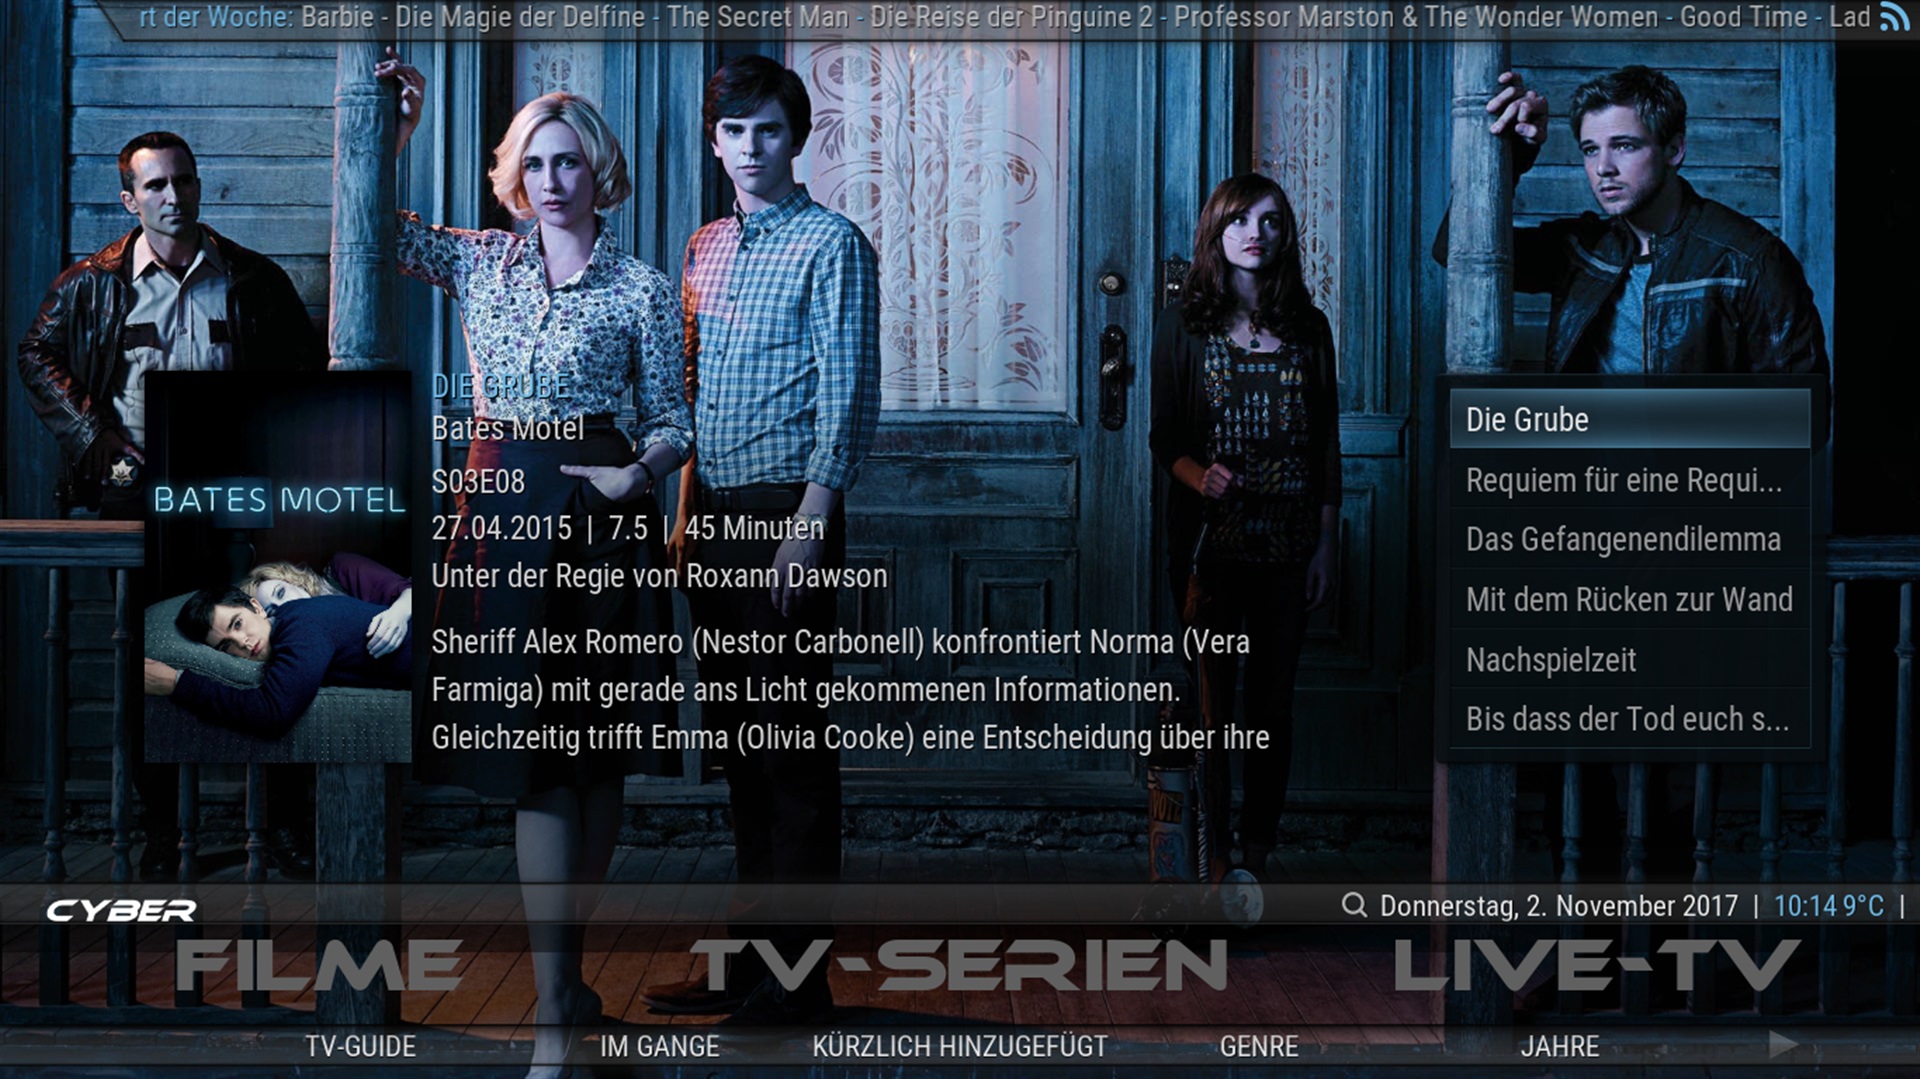 rt der Woche: Barbie - Die Magie der Delfine - The Secret Man - Die Reise der Pinguine 2 - Professor Marston & The Wonder Women - Good Time - Lad
DIE GRUBE
Bates Motel
S03E08
27.04.2015 | 7.5 | 45 Minuten
Unter der Regie von Roxann Dawson
Sheriff Alex Romero (Nestor Carbonell) konfrontiert Norma (Vera
Farmiga) mit gerade ans Licht gekommenen Informationen.
Gleichzeitig trifft Emma (Olivia Cooke) eine Entscheidung über ihre
BATES MOTEL
Die Grube
Requiem für eine Requi...
Das Gefangenendilemma
Mit dem Rücken zur Wand
Nachspielzeit
Bis dass der Tod euch s...
CYBER
Donnerstag, 2. November 2017 | 10:14 9°C |
FILME TV-SERIEN LIVE-TV
TV-GUIDE IM GANGE KÜRZLICH HINZUGEFÜGT GENRE JAHRE